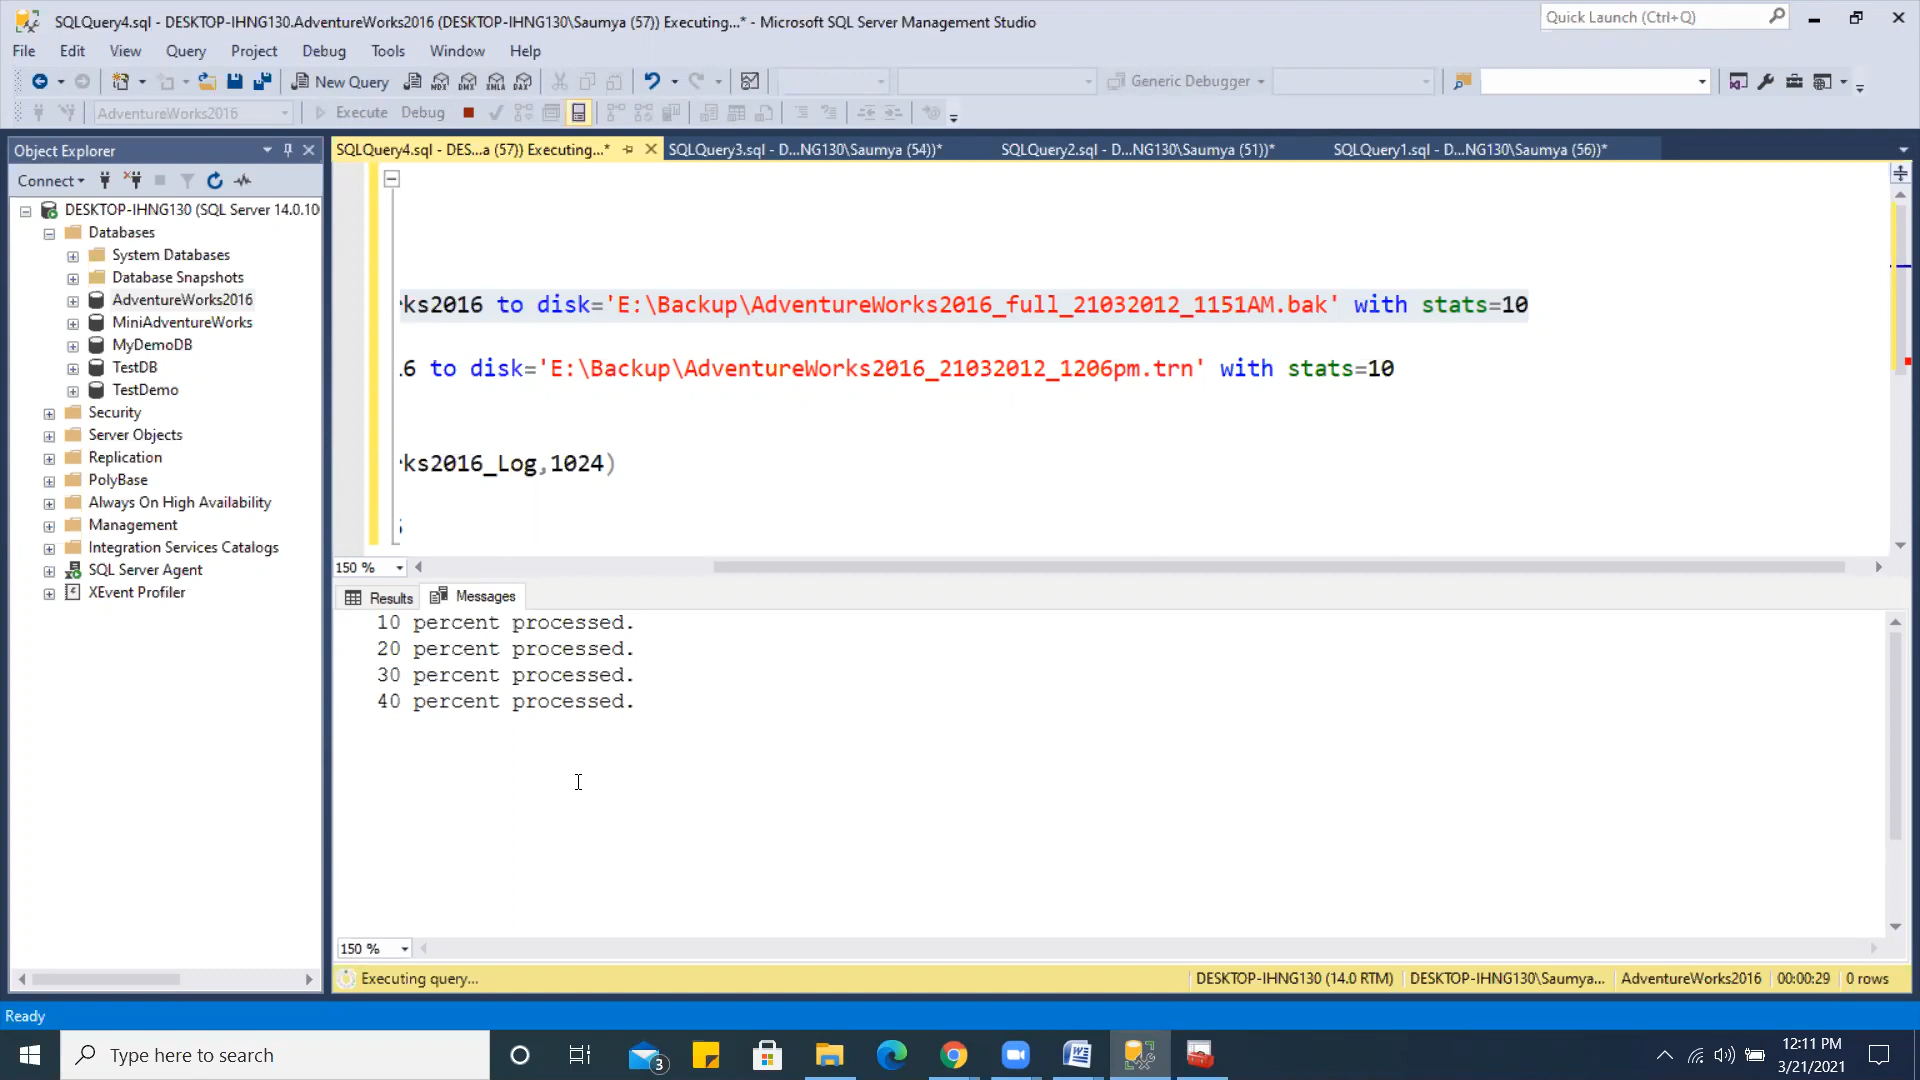 SQLQuery4.sql - DESKTOP-IHNG130.AdventureWorks2016 (DESKTOP-IHNG130\Saumya (57)) Executing...* - Microsoft SQL Server Management Studio
Quick Launch (Ctrl+Q)
File Edit View Query Project Debug Tools Window Help
New Query
MDX DMX XMLA DAX
Generic Debugger
AdventureWorks2016
Execute Debug
Object Explorer
SQLQuery4.sql - DES...a (57)) Executing...*
SQLQuery3.sql - D...NG130\Saumya (54))*
SQLQuery2.sql - D...NG130\Saumya (51))*
SQLQuery1.sql - D...NG130\Saumya (56))*
Connect
DESKTOP-IHNG130 (SQL Server 14.0.10
Databases
System Databases
Database Snapshots
AdventureWorks2016
MiniAdventureWorks
MyDemoDB
TestDB
TestDemo
Security
Server Objects
Replication
PolyBase
Always On High Availability
Management
Integration Services Catalogs
SQL Server Agent
XEvent Profiler
ks2016 to disk='E:\Backup\AdventureWorks2016_full_21032012_1151AM.bak' with stats=10
.6 to disk='E:\Backup\AdventureWorks2016_21032012_1206pm.trn' with stats=10
ks2016_Log,1024)
150 %
Results
Messages
10 percent processed.
20 percent processed.
30 percent processed.
40 percent processed.
150 %
Executing query...
DESKTOP-IHNG130 (14.0 RTM)
DESKTOP-IHNG130\Saumya...
AdventureWorks2016
00:00:29
0 rows
Ready
Type here to search
3
12:11 PM
3/21/2021